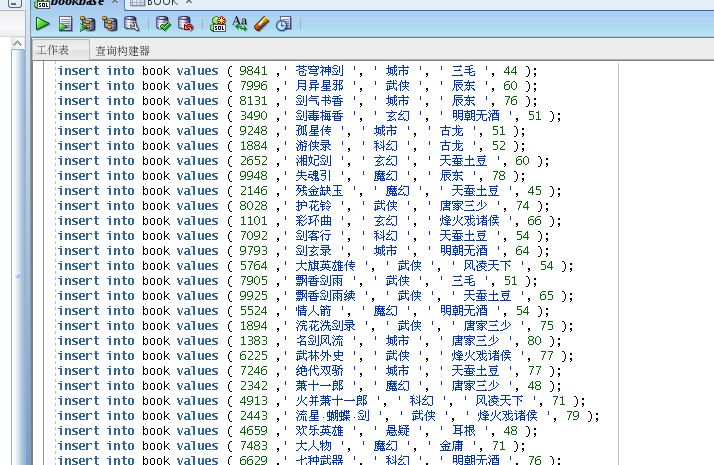 bookbase
BOOK
工作表 查询构建器
insert into book values ( 9841 ,' 苍穹神剑 ', ' 城市 ', ' 三毛 ', 44 );
insert into book values ( 7996 ,' 月异星邪 ', ' 武侠 ', ' 辰东 ', 60 );
insert into book values ( 8131 ,' 剑气书香 ', ' 城市 ', ' 辰东 ', 76 );
insert into book values ( 3490 ,' 剑毒梅香 ', ' 玄幻 ', ' 明朝无酒 ', 51 );
insert into book values ( 9248 ,' 孤星传 ', ' 城市 ', ' 古龙 ', 51 );
insert into book values ( 1884 ,' 游侠录 ', ' 科幻 ', ' 古龙 ', 52 );
insert into book values ( 2652 ,' 湘妃剑 ', ' 玄幻 ', ' 天蚕土豆 ', 60 );
insert into book values ( 9948 ,' 失魂引 ', ' 魔幻 ', ' 辰东 ', 78 );
insert into book values ( 2146 ,' 残金缺玉 ', ' 魔幻 ', ' 天蚕土豆 ', 45 );
insert into book values ( 8028 ,' 护花铃 ', ' 武侠 ', ' 唐家三少 ', 74 );
insert into book values ( 1101 ,' 彩环曲 ', ' 玄幻 ', ' 烽火戏诸侯 ', 66 );
insert into book values ( 7092 ,' 剑客行 ', ' 科幻 ', ' 天蚕土豆 ', 54 );
insert into book values ( 9793 ,' 剑玄录 ', ' 城市 ', ' 明朝无酒 ', 64 );
insert into book values ( 5764 ,' 大旗英雄传 ', ' 武侠 ', ' 风凌天下 ', 54 );
insert into book values ( 7905 ,' 飘香剑雨 ', ' 武侠 ', ' 三毛 ', 51 );
insert into book values ( 9925 ,' 飘香剑雨续 ', ' 武侠 ', ' 天蚕土豆 ', 65 );
insert into book values ( 5524 ,' 情人箭 ', ' 魔幻 ', ' 明朝无酒 ', 54 );
insert into book values ( 1894 ,' 浣花洗剑录 ', ' 武侠 ', ' 唐家三少 ', 75 );
insert into book values ( 1383 ,' 名剑风流 ', ' 城市 ', ' 唐家三少 ', 80 );
insert into book values ( 6225 ,' 武林外史 ', ' 武侠 ', ' 烽火戏诸侯 ', 77 );
insert into book values ( 7246 ,' 绝代双骄 ', ' 城市 ', ' 天蚕土豆 ', 77 );
insert into book values ( 2342 ,' 萧十一郎 ', ' 魔幻 ', ' 唐家三少 ', 48 );
insert into book values ( 4913 ,' 火并萧十一郎 ', ' 科幻 ', ' 风凌天下 ', 71 );
insert into book values ( 2443 ,' 流星·蝴蝶·剑 ', ' 武侠 ', ' 烽火戏诸侯 ', 79 );
insert into book values ( 4659 ,' 欢乐英雄 ', ' 悬疑 ', ' 耳根 ', 48 );
insert into book values ( 7483 ,' 大人物 ', ' 魔幻 ', ' 金庸 ', 71 );
insert into book values ( 6629 ,' 七种武器 ', ' 科幻 ', ' 明朝无酒 ', 76 );